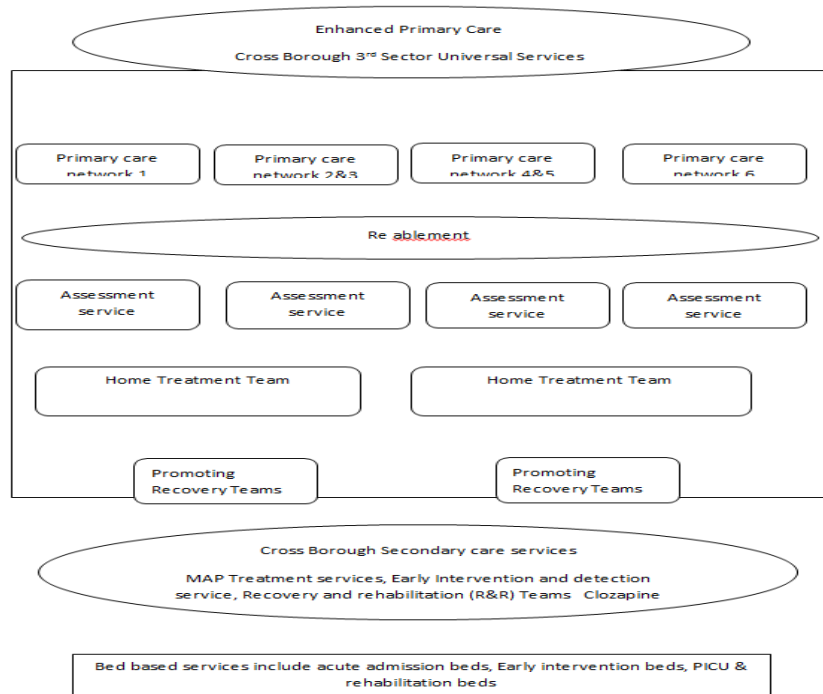 Enhanced Primary Care
Cross Borough 3rd Sector Universal Services
Primary care
network 1
Primary care
network 2&3
Primary care
network 4&5
Primary care
network 6
Re ablement
Assessment
service
Assessment
service
Assessment
service
Assessment
service
Home Treatment Team
Home Treatment Team
Promoting
Recovery Teams
Promoting
Recovery Teams
Cross Borough Secondary care services
MAP Treatment services, Early Intervention and detection
service, Recovery and rehabilitation (R&R) Teams Clozapine
Bed based services include acute admission beds, Early intervention beds, PICU &
rehabilitation beds